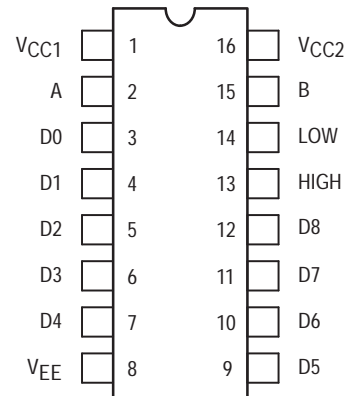 VCC1 1 16 VCC2
A 2 15 B
D0 3 14 LOW
D1 4 13 HIGH
D2 5 12 D8
D3 6 11 D7
D4 7 10 D6
VEE 8 9 D5